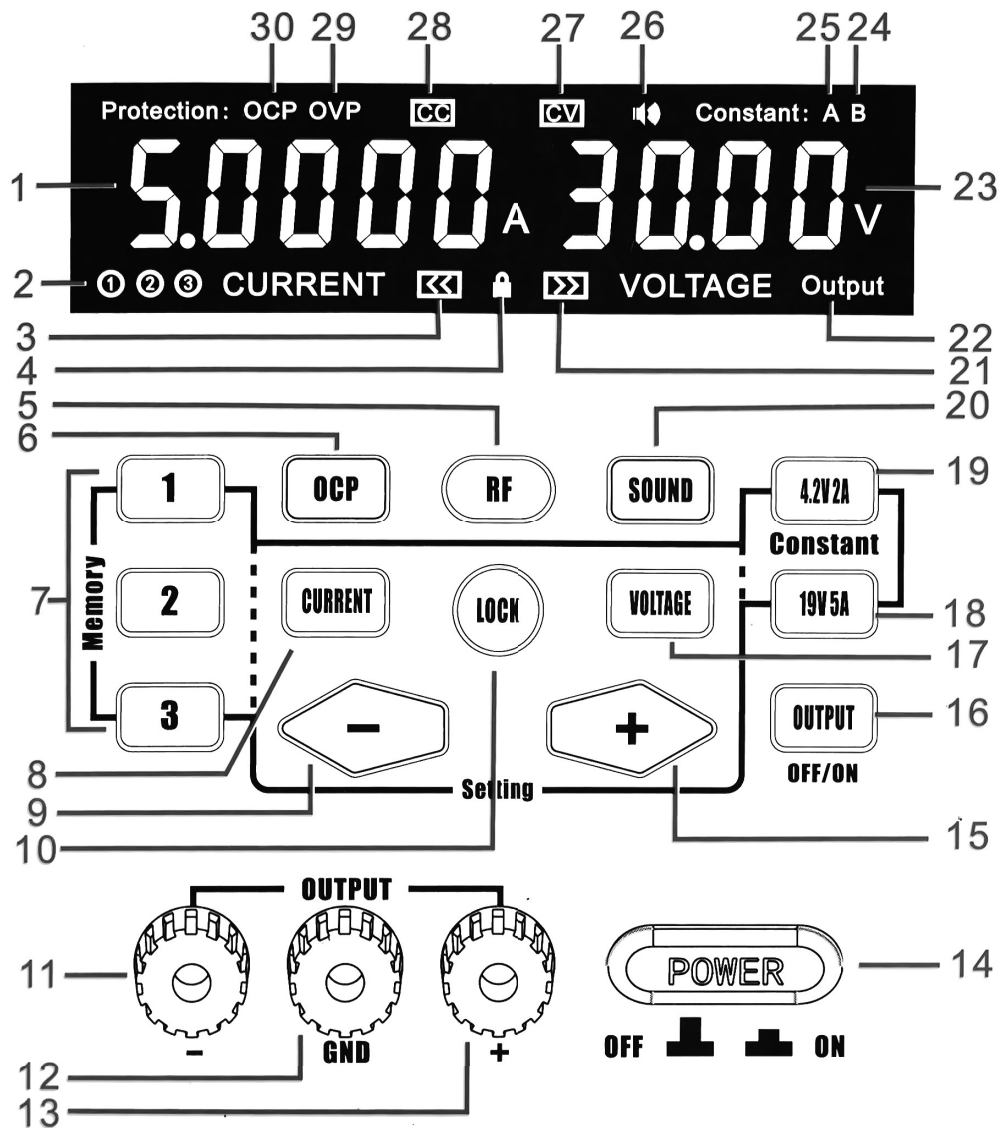 30 29 28 27 26 25 24
Protection: OCP OVP CC CV Constant: A B
1 5.0000 A 30.00 V 23
2 ① ② ③ CURRENT << >> VOLTAGE Output
3 22
4 21
5 20
6
1 OCP RF SOUND 4.2V 2A 19
Constant
7 Memory 2 CURRENT LOCK VOLTAGE 19V 5A 18
17
3 - + OUTPUT 16
8 OFF/ON
9 Setting
10 15
OUTPUT
11 POWER 14
- GND + OFF ON
12
13